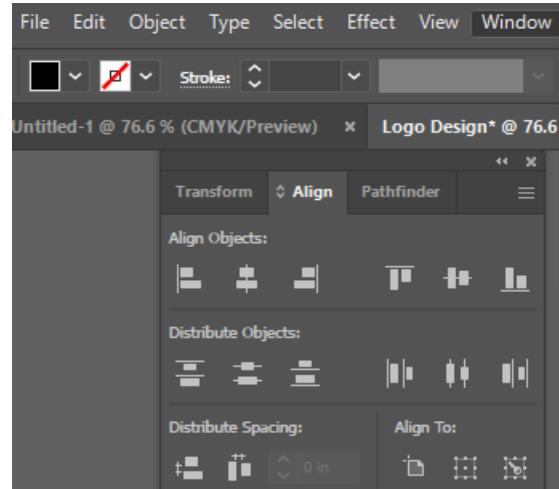 File Edit Object Type Select Effect View Window
Stroke:
Untitled-1 @ 76.6 % (CMYK/Preview) × Logo Design* @ 76.6
Transform Align Pathfinder
Align Objects:
Distribute Objects:
Distribute Spacing: Align To:
0 in